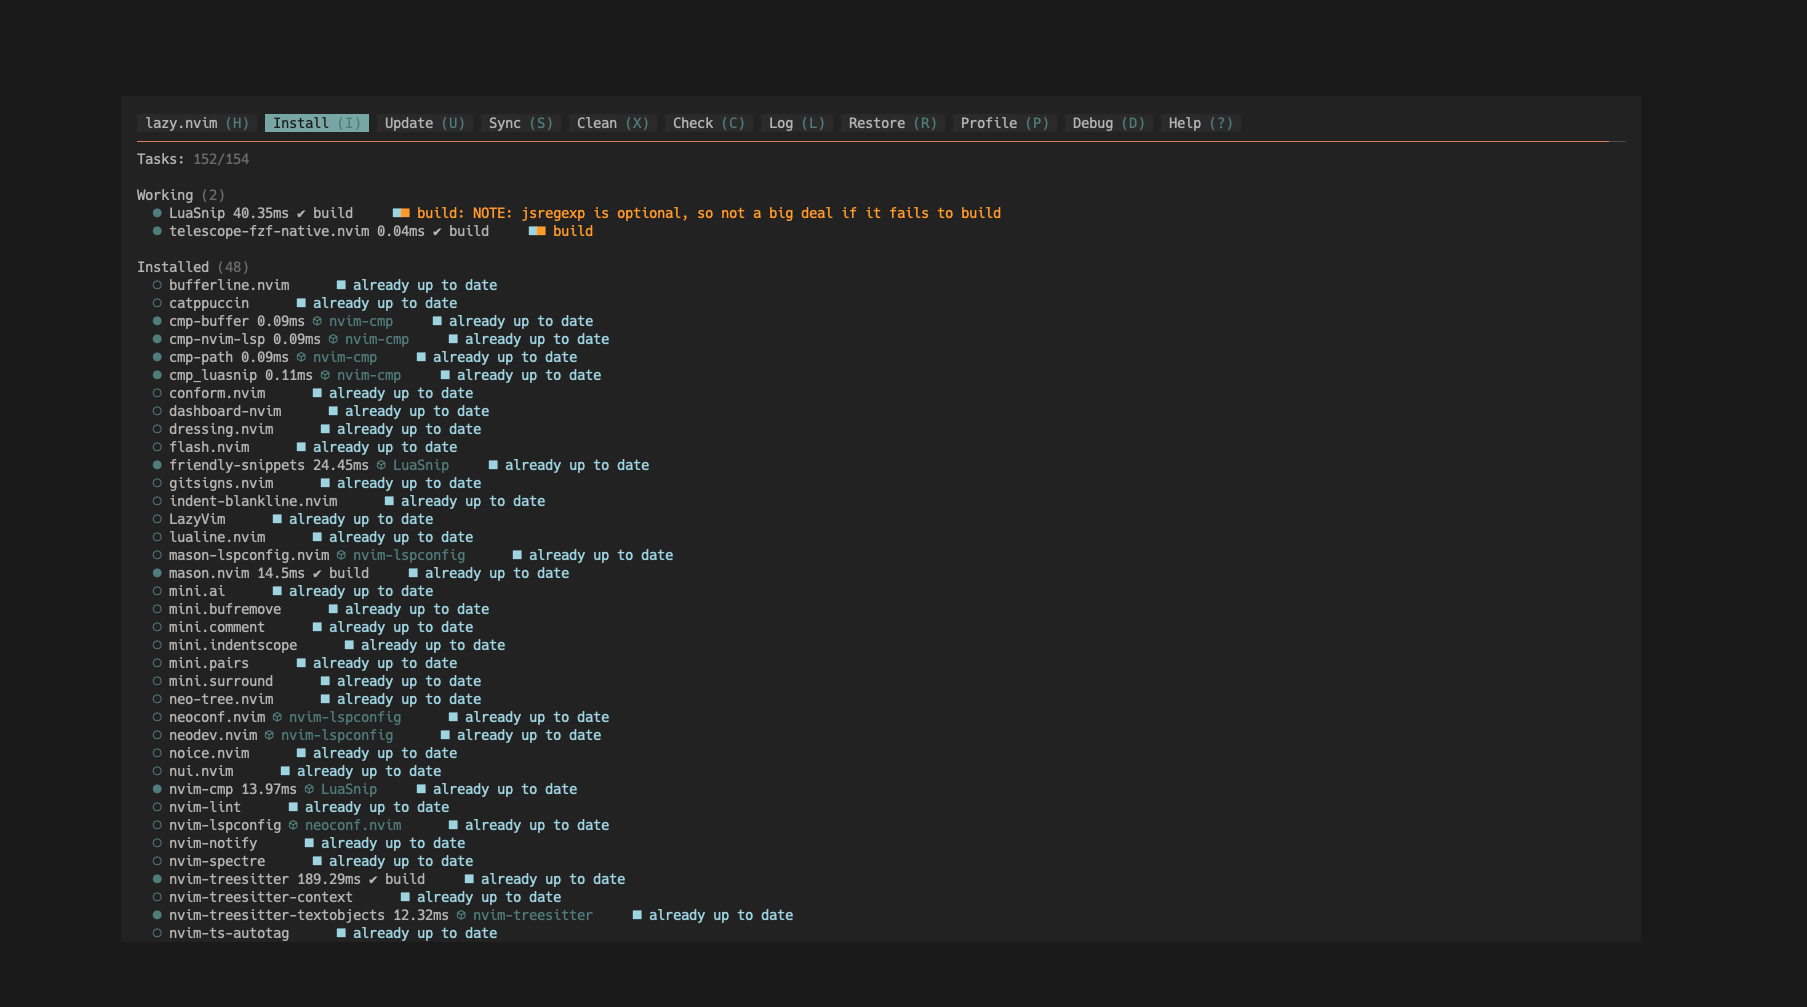 lazy.nvim (H) Install (I) Update (U) Sync (S) Clean (X) Check (C) Log (L) Restore (R) Profile (P) Debug (D) Help (?)
Tasks: 152/154
Working (2)
● LuaSnip 40.35ms ✔ build build: NOTE: jsregexp is optional, so not a big deal if it fails to build
● telescope-fzf-native.nvim 0.04ms ✔ build build
Installed (48)
○ bufferline.nvim ■ already up to date
○ catppuccin ■ already up to date
● cmp-buffer 0.09ms nvim-cmp ■ already up to date
● cmp-nvim-lsp 0.09ms nvim-cmp ■ already up to date
● cmp-path 0.09ms nvim-cmp ■ already up to date
● cmp_luasnip 0.11ms nvim-cmp ■ already up to date
○ conform.nvim ■ already up to date
○ dashboard-nvim ■ already up to date
○ dressing.nvim ■ already up to date
○ flash.nvim ■ already up to date
● friendly-snippets 24.45ms LuaSnip ■ already up to date
○ gitsigns.nvim ■ already up to date
○ indent-blankline.nvim ■ already up to date
○ LazyVim ■ already up to date
○ lualine.nvim ■ already up to date
○ mason-lspconfig.nvim nvim-lspconfig ■ already up to date
● mason.nvim 14.5ms ✔ build ■ already up to date
○ mini.ai ■ already up to date
○ mini.bufremove ■ already up to date
○ mini.comment ■ already up to date
○ mini.indentscope ■ already up to date
○ mini.pairs ■ already up to date
○ mini.surround ■ already up to date
○ neo-tree.nvim ■ already up to date
○ neoconf.nvim nvim-lspconfig ■ already up to date
○ neodev.nvim nvim-lspconfig ■ already up to date
○ noice.nvim ■ already up to date
○ nui.nvim ■ already up to date
● nvim-cmp 13.97ms LuaSnip ■ already up to date
○ nvim-lint ■ already up to date
○ nvim-lspconfig neoconf.nvim ■ already up to date
○ nvim-notify ■ already up to date
○ nvim-spectre ■ already up to date
● nvim-treesitter 189.29ms ✔ build ■ already up to date
○ nvim-treesitter-context ■ already up to date
● nvim-treesitter-textobjects 12.32ms nvim-treesitter ■ already up to date
○ nvim-ts-autotag ■ already up to date